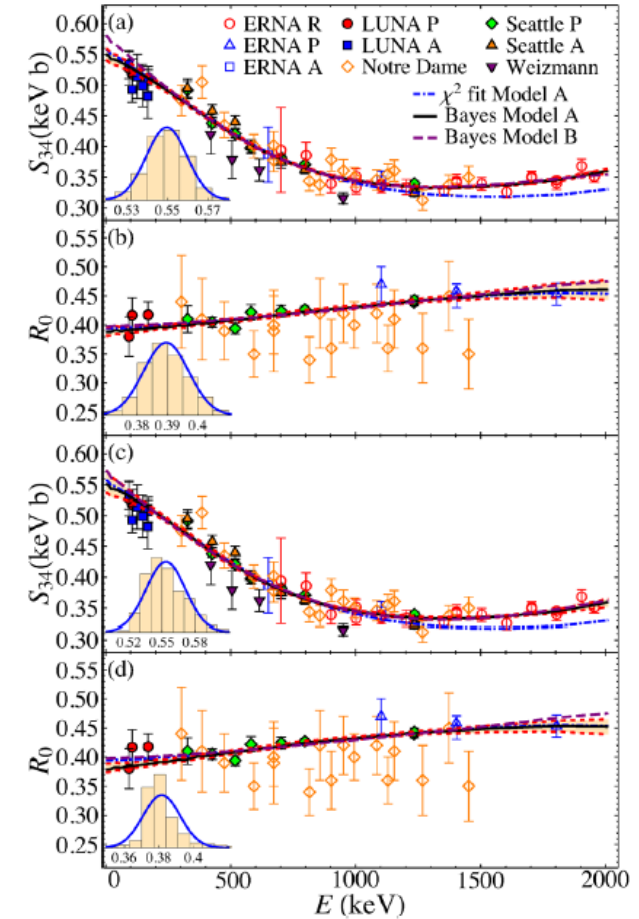 (a)
ERNA R
LUNA P
Seattle P
ERNA P
LUNA A
Seattle A
ERNA A
Notre Dame
Weizmann
χ² fit Model A
Bayes Model A
Bayes Model B
S₃₄(keV b)
0.60
0.55
0.50
0.45
0.40
0.35
0.30
0.53 0.55 0.57
(b)
R₀
0.55
0.50
0.45
0.40
0.35
0.30
0.25
0.38 0.39 0.4
(c)
S₃₄(keV b)
0.60
0.55
0.50
0.45
0.40
0.35
0.30
0.52 0.55 0.58
(d)
R₀
0.55
0.50
0.45
0.40
0.35
0.30
0.25
0.36 0.38 0.4
0 500 1000 1500 2000
E (keV)